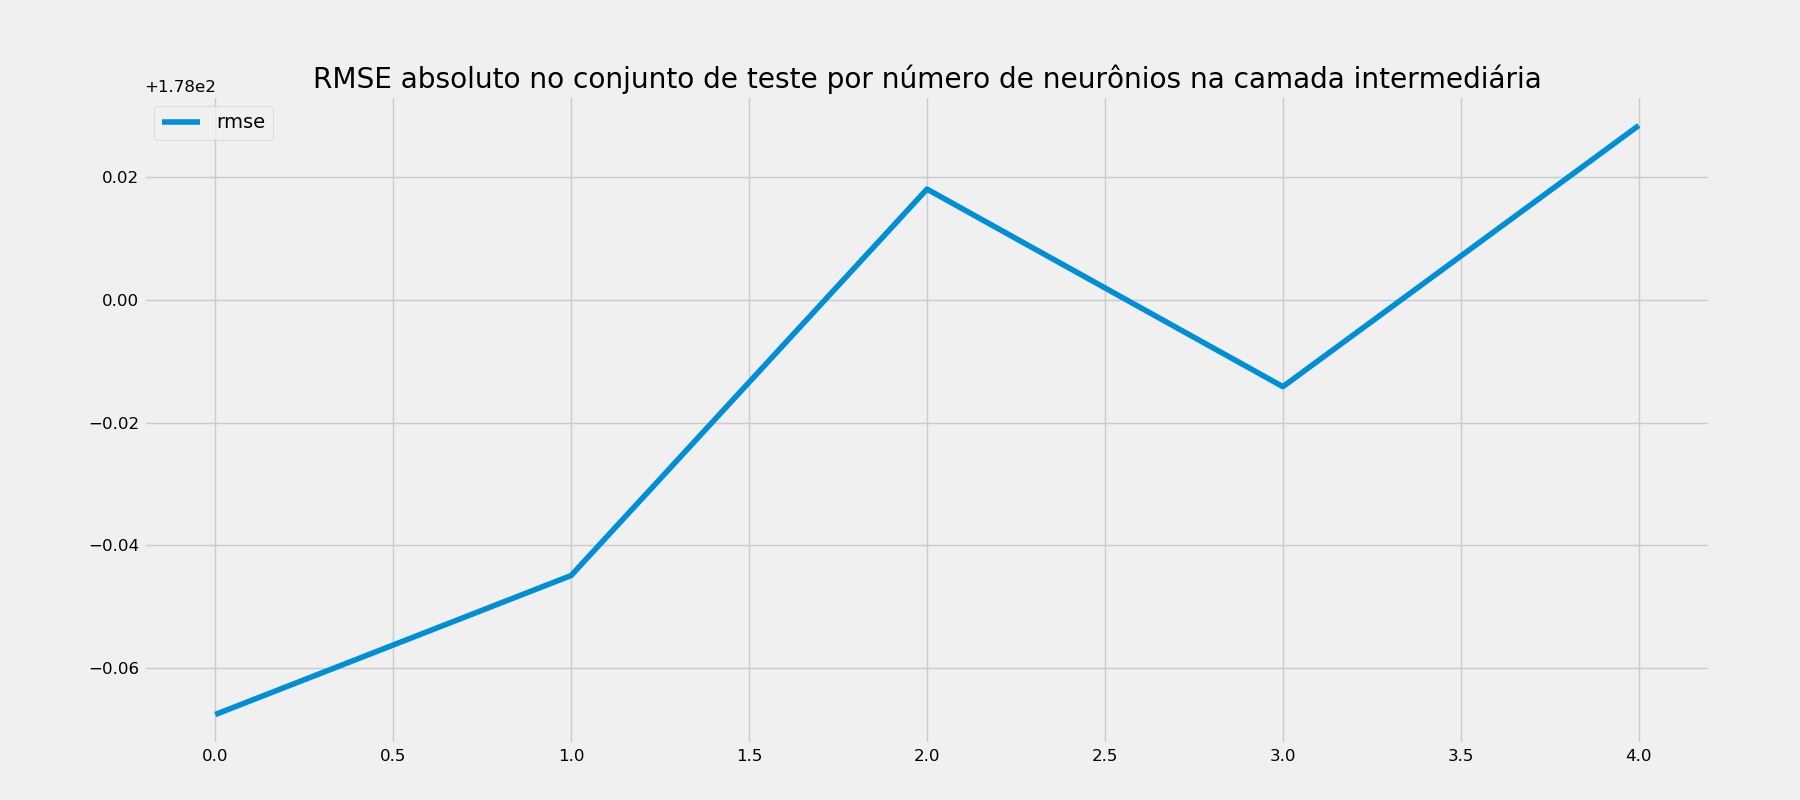 RMSE absoluto no conjunto de teste por número de neurônios na camada intermediária
+1.78e2
rmse
0.02
0.00
−0.02
−0.04
−0.06
0.0 0.5 1.0 1.5 2.0 2.5 3.0 3.5 4.0